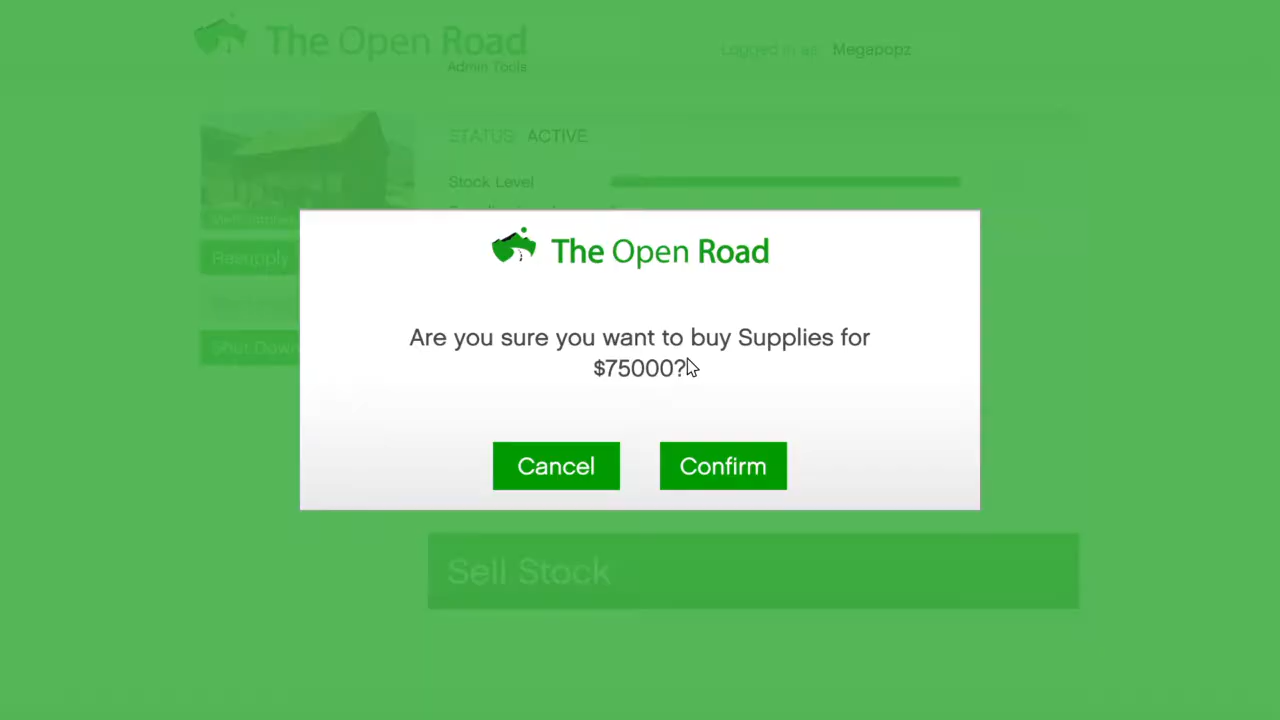 The Open Road
Admin Tools
Logged in as: Megapopz
STATUS: ACTIVE
Stock Level
Resupply
Shut Down
The Open Road
Are you sure you want to buy Supplies for
$75000?
Cancel
Confirm
Sell Stock